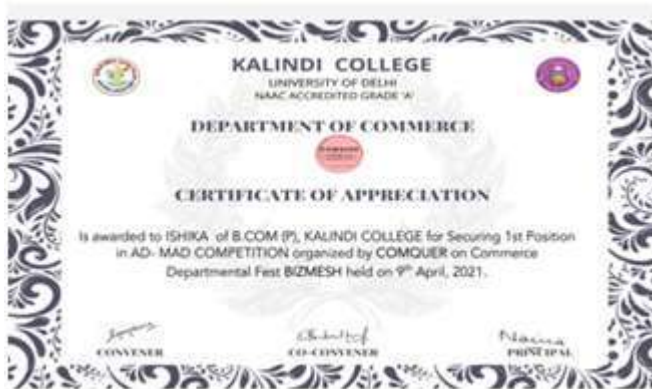 KALINDI COLLEGE
UNIVERSITY OF DELHI
NAAC ACCREDITED GRADE 'A'
DEPARTMENT OF COMMERCE
CERTIFICATE OF APPRECIATION
Is awarded to ISHIKA of B.COM (P), KALINDI COLLEGE for Securing 1st Position
in AD- MAD COMPETITION organized by COMQUER on Commerce
Departmental Fest BIZMESH held on 9th April, 2021.
CONVENER CO-CONVENER PRINCIPAL